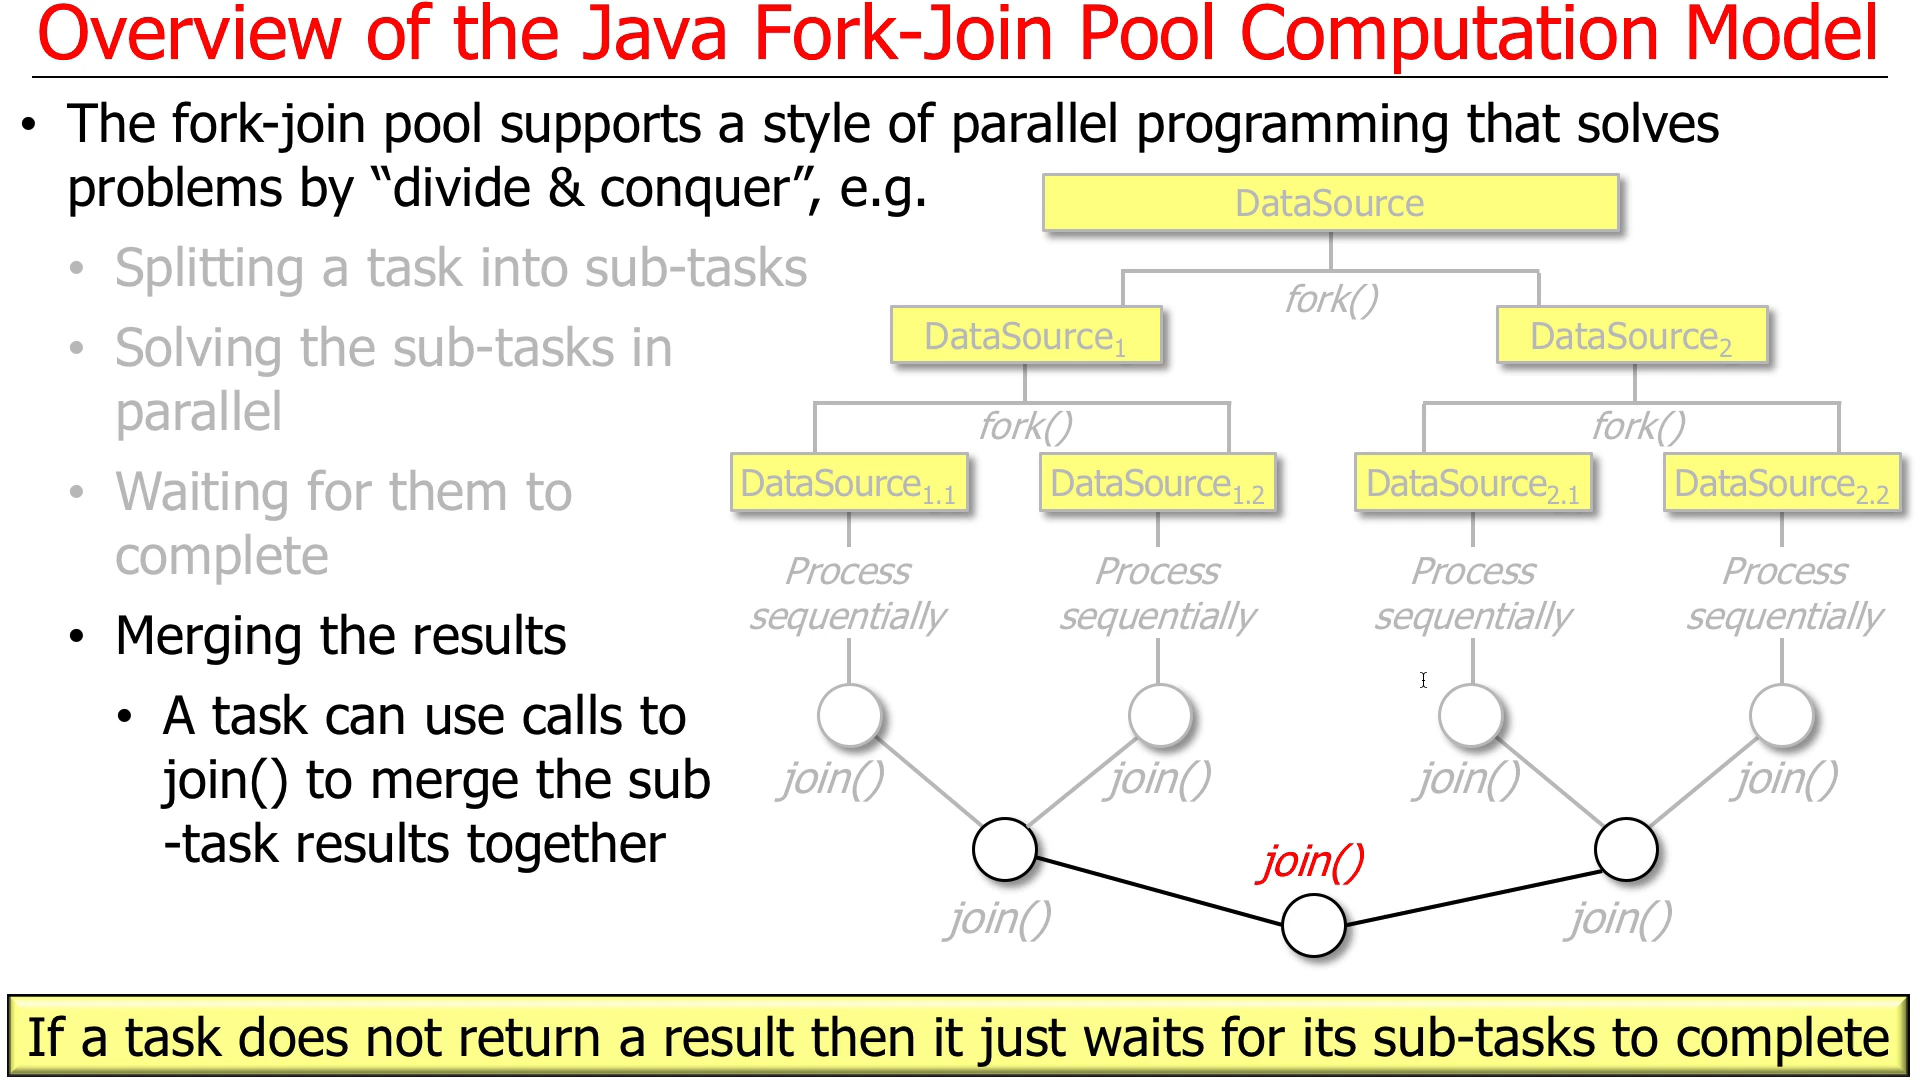 Overview of the Java Fork-Join Pool Computation Model
• The fork-join pool supports a style of parallel programming that solves
problems by “divide & conquer”, e.g.
• Splitting a task into sub-tasks
• Solving the sub-tasks in
parallel
• Waiting for them to
complete
• Merging the results
• A task can use calls to
join() to merge the sub
-task results together
DataSource
fork()
DataSource1
DataSource2
fork()
fork()
DataSource1.1
DataSource1.2
DataSource2.1
DataSource2.2
Process
sequentially
Process
sequentially
Process
sequentially
Process
sequentially
join()
join()
join()
join()
join()
join()
join()
If a task does not return a result then it just waits for its sub-tasks to complete